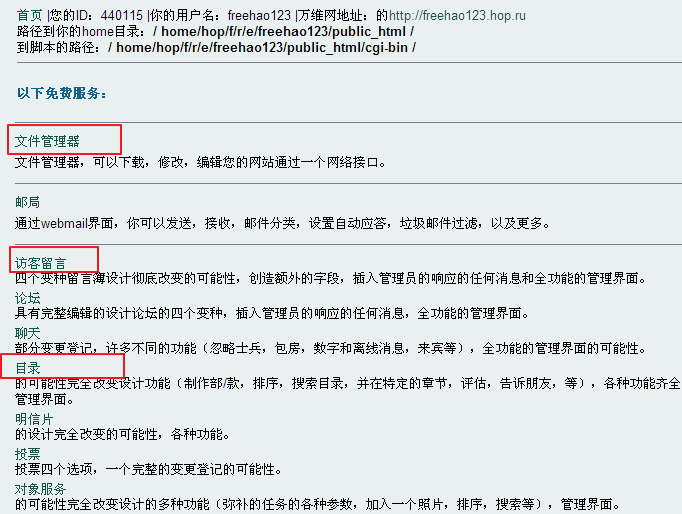 首页 |您的ID：440115 |你的用户名：freehao123 |万维网地址：的http://freehao123.hop.ru
路径到你的home目录：/ home/hop/f/r/e/freehao123/public_html /
到脚本的路径：/ home/hop/f/r/e/freehao123/public_html/cgi-bin /
以下免费服务：
文件管理器
文件管理器，可以下载，修改，编辑您的网站通过一个网络接口。
邮局
通过webmail界面，你可以发送，接收，邮件分类，设置自动应答，垃圾邮件过滤，以及更多。
访客留言
四个变种留言簿设计彻底改变的可能性，创造额外的字段，插入管理员的响应的任何消息和全功能的管理界面。
论坛
具有完整编辑的设计论坛的四个变种，插入管理员的响应的任何消息，全功能的管理界面。
聊天
部分变更登记，许多不同的功能（忽略士兵，包房，数字和离线消息，来宾等），全功能的管理界面的可能性。
目录
的可能性完全改变设计功能（制作部/款，排序，搜索目录，并在特定的章节，评估，告诉朋友，等），各种功能齐全
管理界面。
明信片
的设计完全改变的可能性，各种功能。
投票
投票四个选项，一个完整的变更登记的可能性。
对象服务
的可能性完全改变设计的多种功能（弥补的任务的各种参数，加入一个照片，排序，搜索等），管理界面。